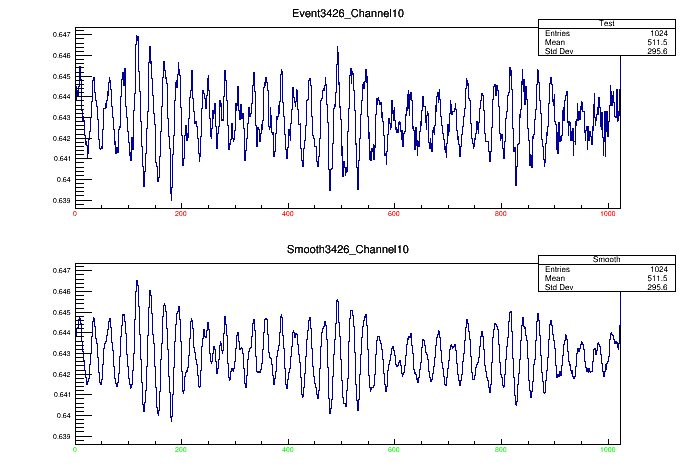 Event3426_Channel10
Test
Entries 1024
Mean 511.5
Std Dev 295.6
0.647
0.646
0.645
0.644
0.643
0.642
0.641
0.64
0.639
0 200 400 600 800 1000
Smooth3426_Channel10
Smooth
Entries 1024
Mean 511.5
Std Dev 295.6
0.647
0.646
0.645
0.644
0.643
0.642
0.641
0.64
0.639
0 200 400 600 800 1000